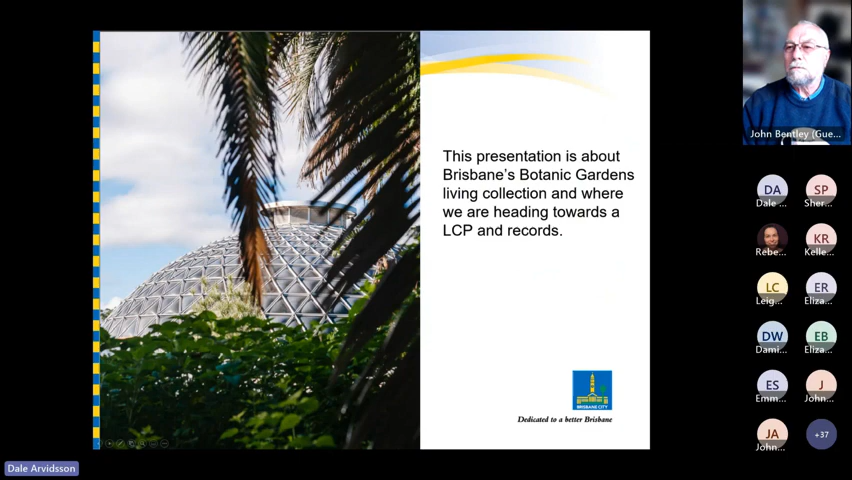 This presentation is about
Brisbane's Botanic Gardens
living collection and where
we are heading towards a
LCP and records.
BRISBANE CITY
Dedicated to a better Brisbane
Dale Arvidsson
John Bentley (Gue...
DA
SP
Dale ...
Sher...
KR
Rebe...
Kelle...
LC
ER
Leig...
Eliza...
DW
EB
Dami...
Eliza...
ES
J
Emm...
John...
JA
+37
John...